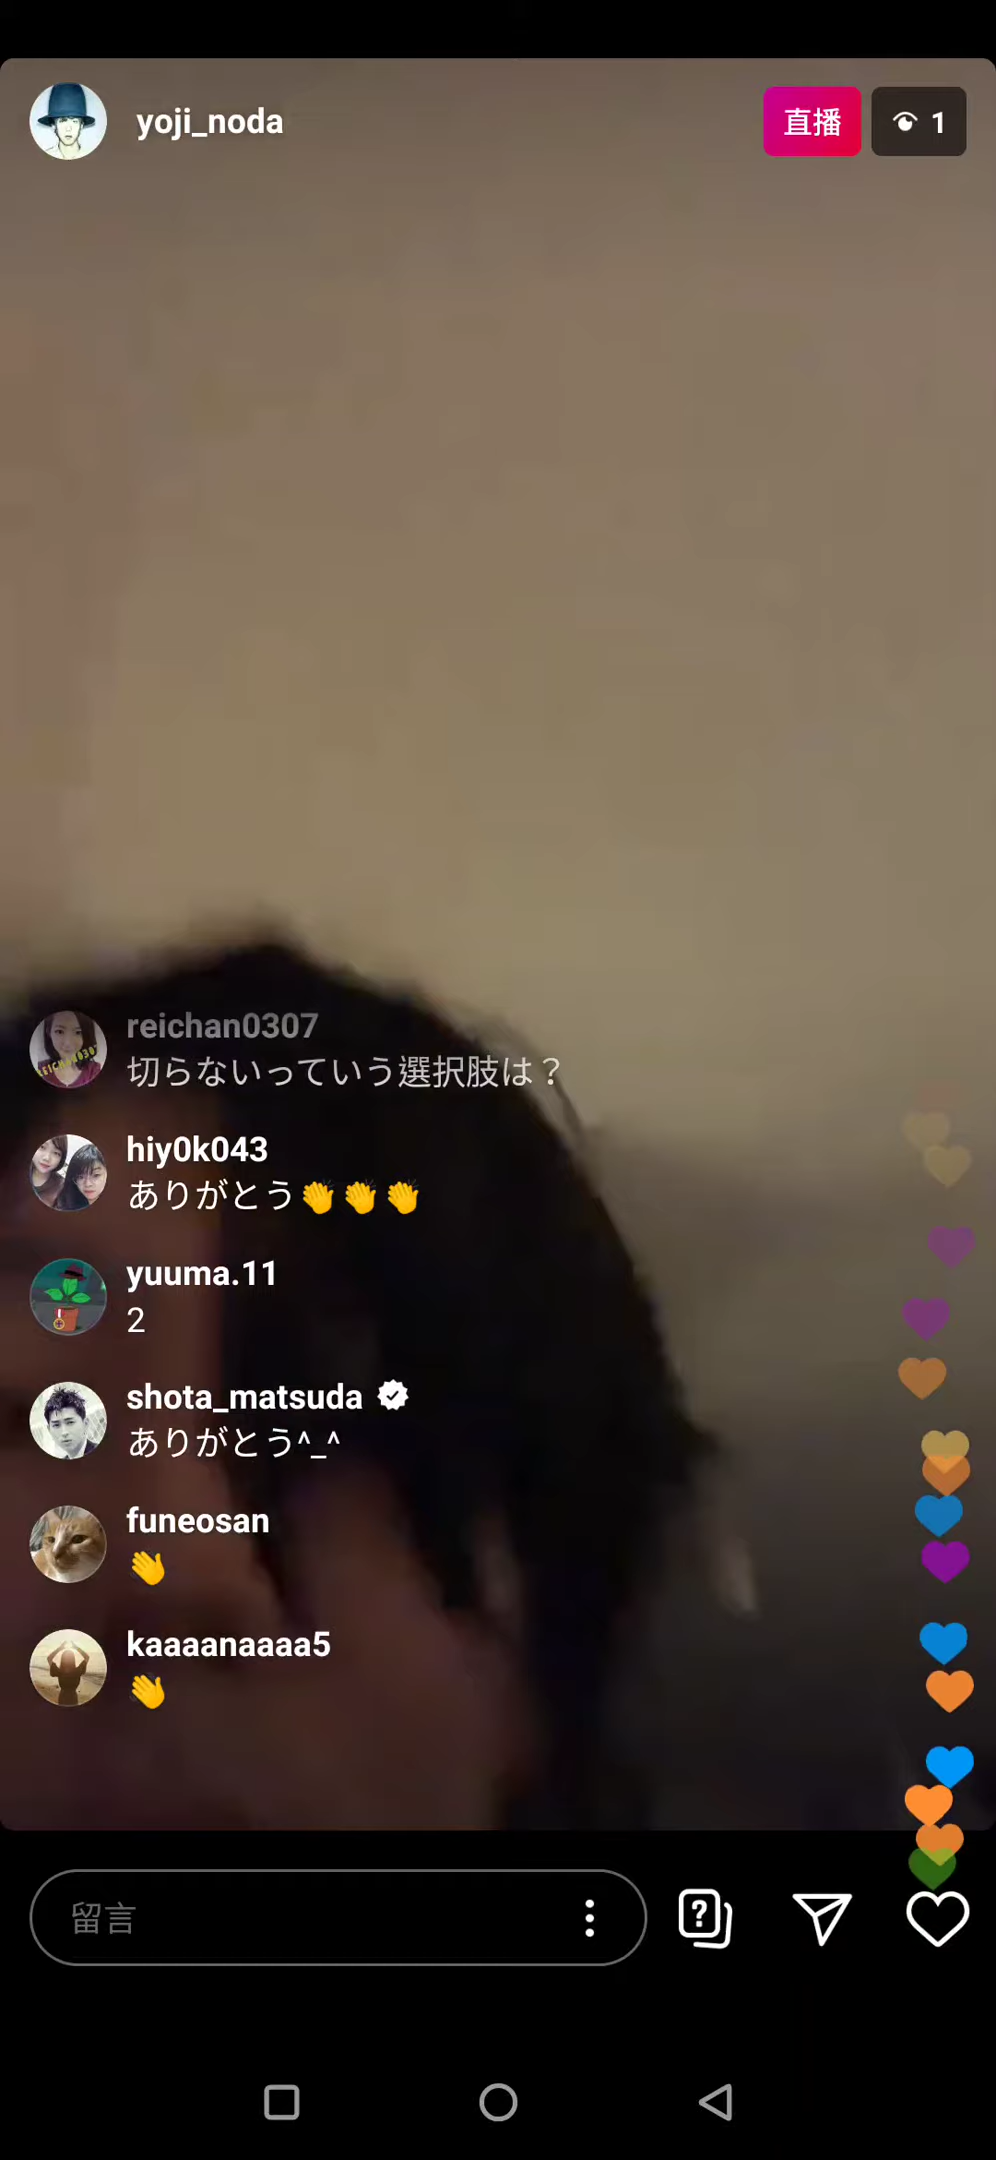 yoji_noda
直播
1
reichan0307
切らないっていう選択肢は？
hiy0k043
ありがとう👏👏👏
yuuma.11
2
shota_matsuda
ありがとう^_^
funeosan
👏
kaaaanaaaa5
👏
留言